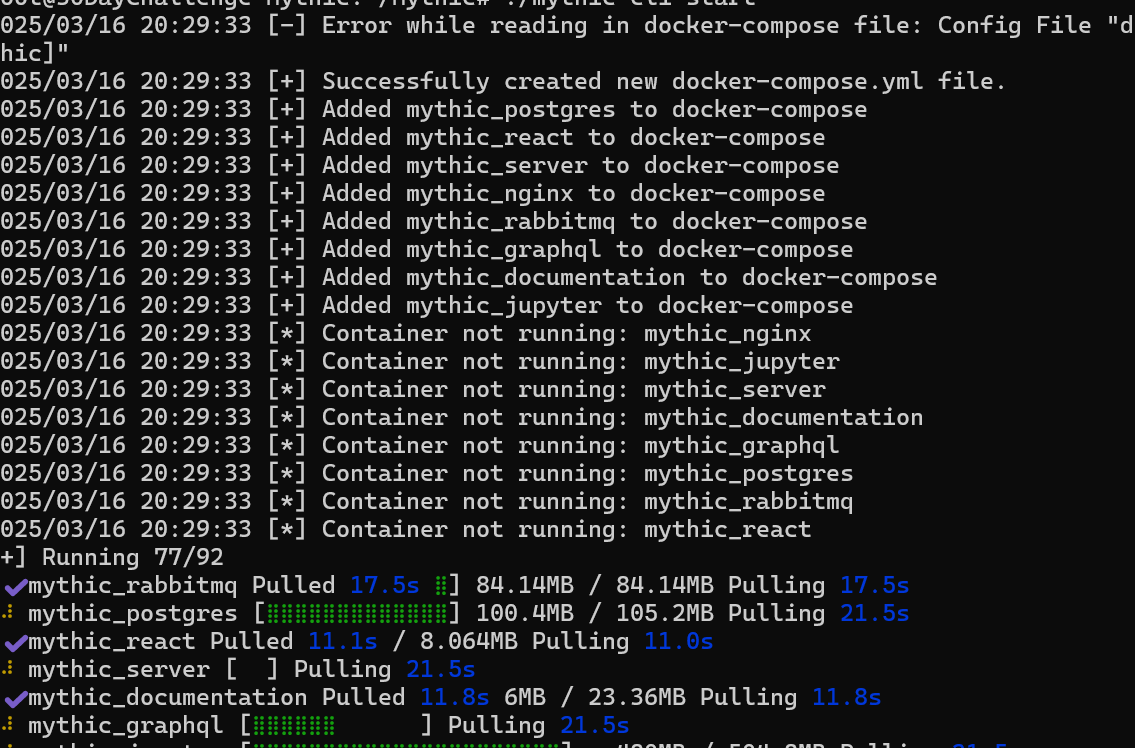 025/03/16 20:29:33 [-] Error while reading in docker-compose file: Config File "d
hic]"
025/03/16 20:29:33 [+] Successfully created new docker-compose.yml file.
025/03/16 20:29:33 [+] Added mythic_postgres to docker-compose
025/03/16 20:29:33 [+] Added mythic_react to docker-compose
025/03/16 20:29:33 [+] Added mythic_server to docker-compose
025/03/16 20:29:33 [+] Added mythic_nginx to docker-compose
025/03/16 20:29:33 [+] Added mythic_rabbitmq to docker-compose
025/03/16 20:29:33 [+] Added mythic_graphql to docker-compose
025/03/16 20:29:33 [+] Added mythic_documentation to docker-compose
025/03/16 20:29:33 [+] Added mythic_jupyter to docker-compose
025/03/16 20:29:33 [*] Container not running: mythic_nginx
025/03/16 20:29:33 [*] Container not running: mythic_jupyter
025/03/16 20:29:33 [*] Container not running: mythic_server
025/03/16 20:29:33 [*] Container not running: mythic_documentation
025/03/16 20:29:33 [*] Container not running: mythic_graphql
025/03/16 20:29:33 [*] Container not running: mythic_postgres
025/03/16 20:29:33 [*] Container not running: mythic_rabbitmq
025/03/16 20:29:33 [*] Container not running: mythic_react
+] Running 77/92
✔mythic_rabbitmq Pulled 17.5s ⣿] 84.14MB / 84.14MB Pulling 17.5s
⠼ mythic_postgres [⣿⣿⣿⣿⣿⣿⣿⣿⣿⣿⣿⣿⣿] 100.4MB / 105.2MB Pulling 21.5s
✔mythic_react Pulled 11.1s / 8.064MB Pulling 11.0s
⠼ mythic_server [  ] Pulling 21.5s
✔mythic_documentation Pulled 11.8s 6MB / 23.36MB Pulling 11.8s
⠼ mythic_graphql [⣿⣿⣿⣿⣿⣿      ] Pulling 21.5s